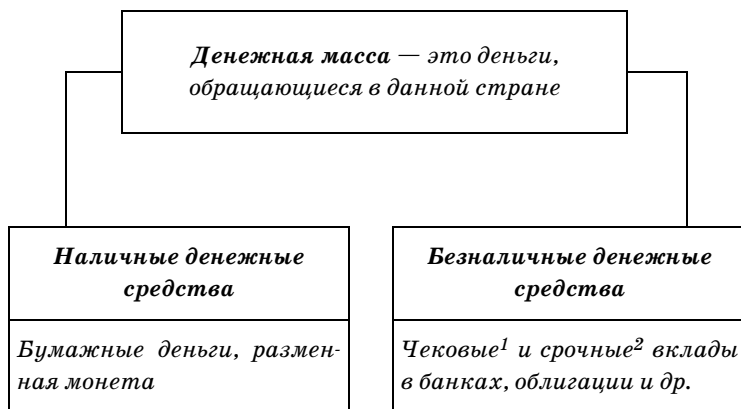 Денежная масса — это деньги,
обращающиеся в данной стране
Наличные денежные
средства
Бумажные деньги, размен-
ная монета
Безналичные денежные
средства
Чековые¹ и срочные² вклады
в банках, облигации и др.